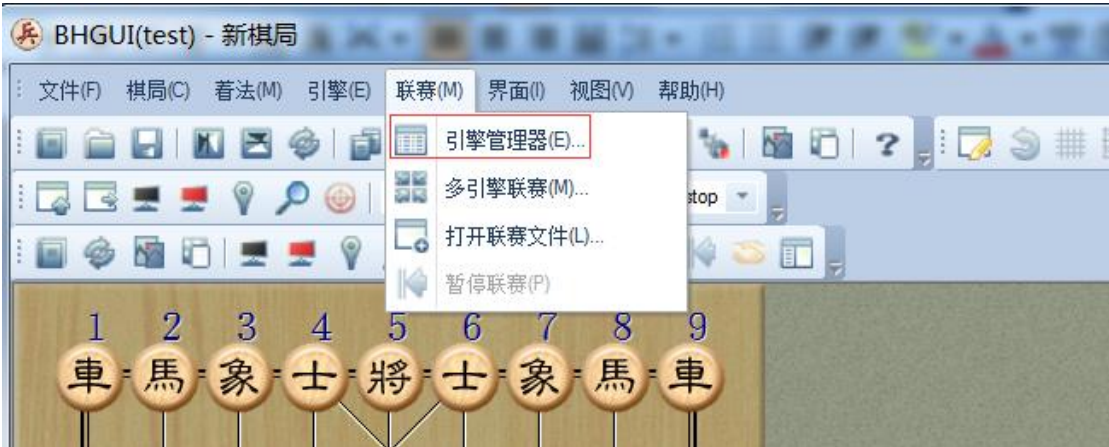 兵 BHGUI(test) - 新棋局
文件(F) 棋局(C) 着法(M) 引擎(E) 联赛(M) 界面(I) 视图(V) 帮助(H)
引擎管理器(E)...
多引擎联赛(M)...
stop
打开联赛文件(L)...
暂停联赛(P)
1 2 3 4 5 6 7 8 9
車 馬 象 士 將 士 象 馬 車